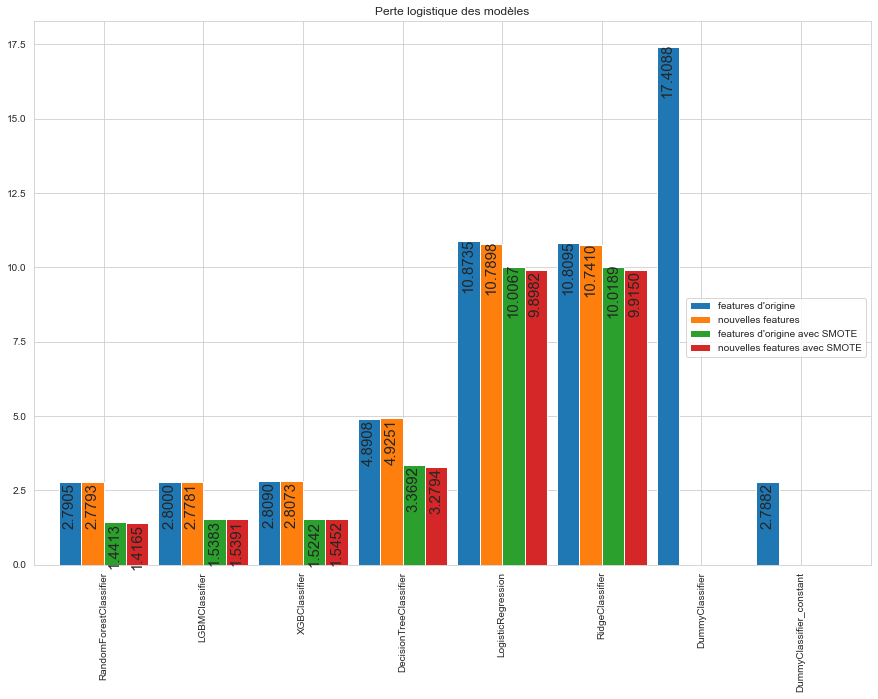 Perte logistique des modèles
17.5
15.0
12.5
10.0
7.5
5.0
2.5
0.0
2.7905
2.7793
1.4413
1.4165
2.8000
2.7781
1.5383
1.5391
2.8090
2.8073
1.5242
1.5452
4.8908
4.9251
3.3692
3.2794
10.8735
10.7898
10.0067
9.8982
10.8095
10.7410
10.0189
9.9150
17.4088
2.7882
features d'origine
nouvelles features
features d'origine avec SMOTE
nouvelles features avec SMOTE
RandomForestClassifier
LGBMClassifier
XGBClassifier
DecisionTreeClassifier
LogisticRegression
RidgeClassifier
DummyClassifier
DummyClassifier_constant